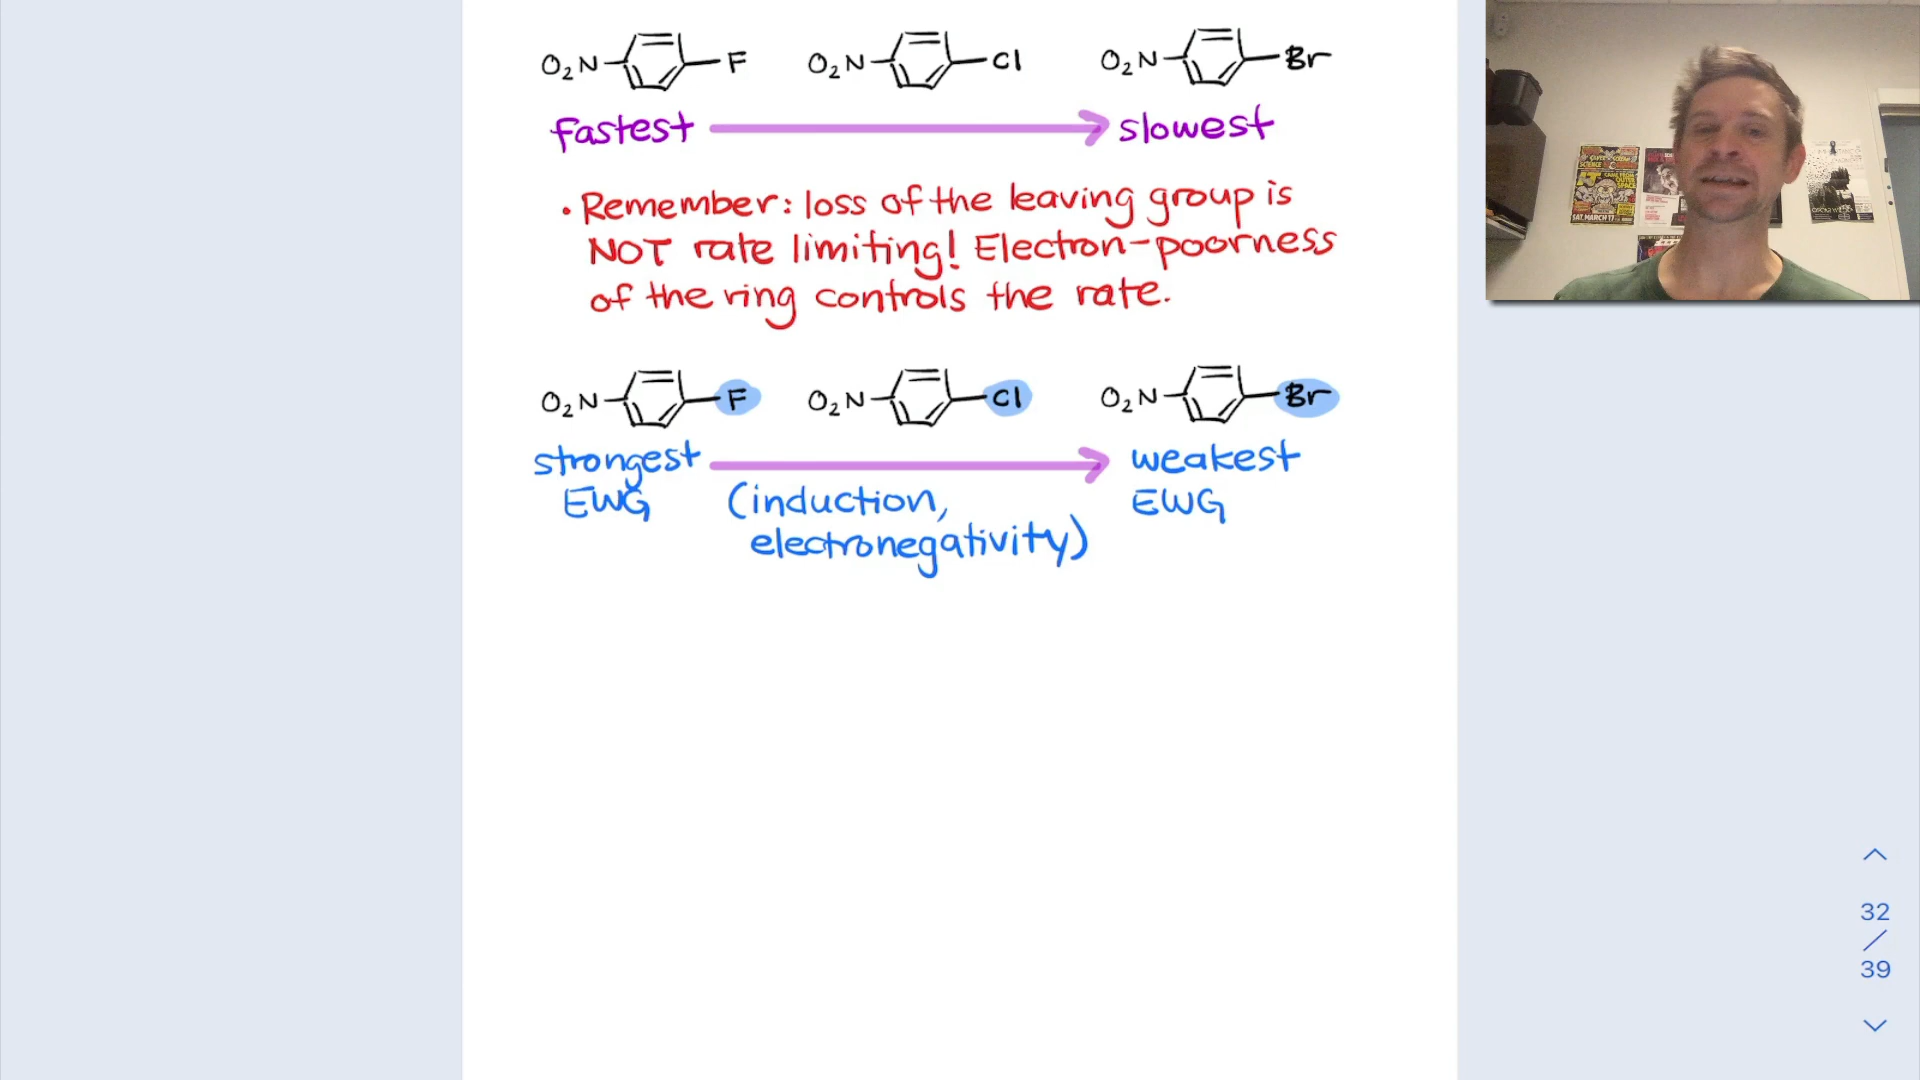 O₂N F O₂N Cl O₂N Br
fastest slowest
• Remember: loss of the leaving group is
NOT rate limiting! Electron-poorness
of the ring controls the rate.
O₂N F O₂N Cl O₂N Br
strongest weakest
EWG (induction, EWG
electronegativity)
32
/
39